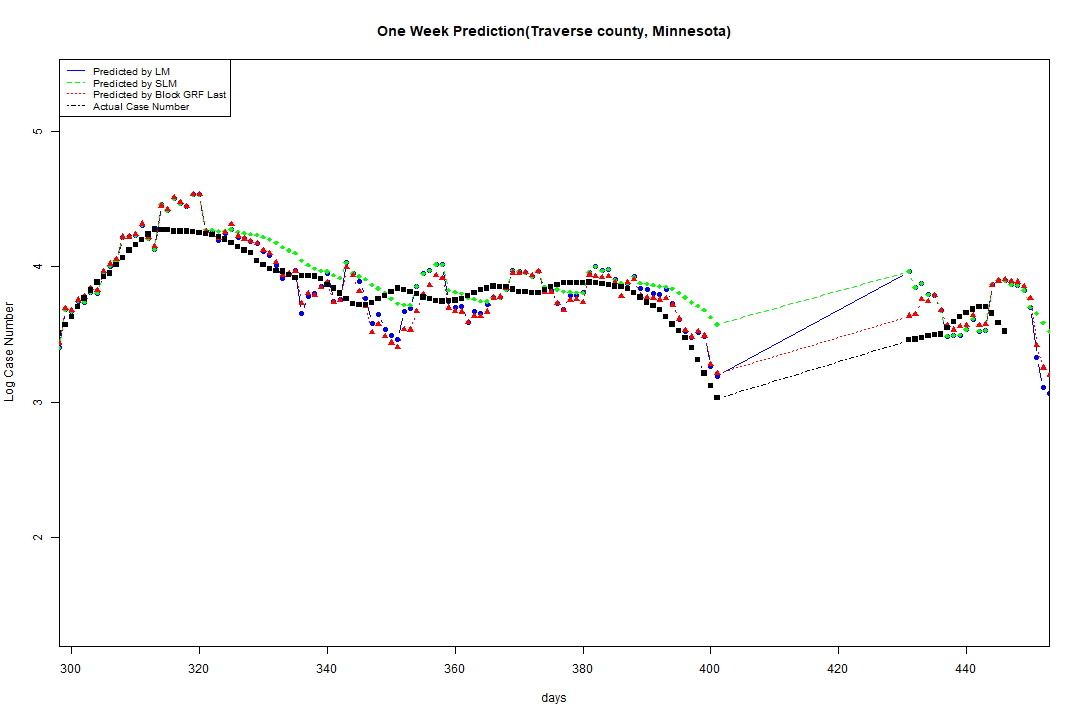 One Week Prediction(Traverse county, Minnesota)
Predicted by LM
Predicted by SLM
Predicted by Block GRF Last
Actual Case Number
5
4
3
2
Log Case Number
300 320 340 360 380 400 420 440
days